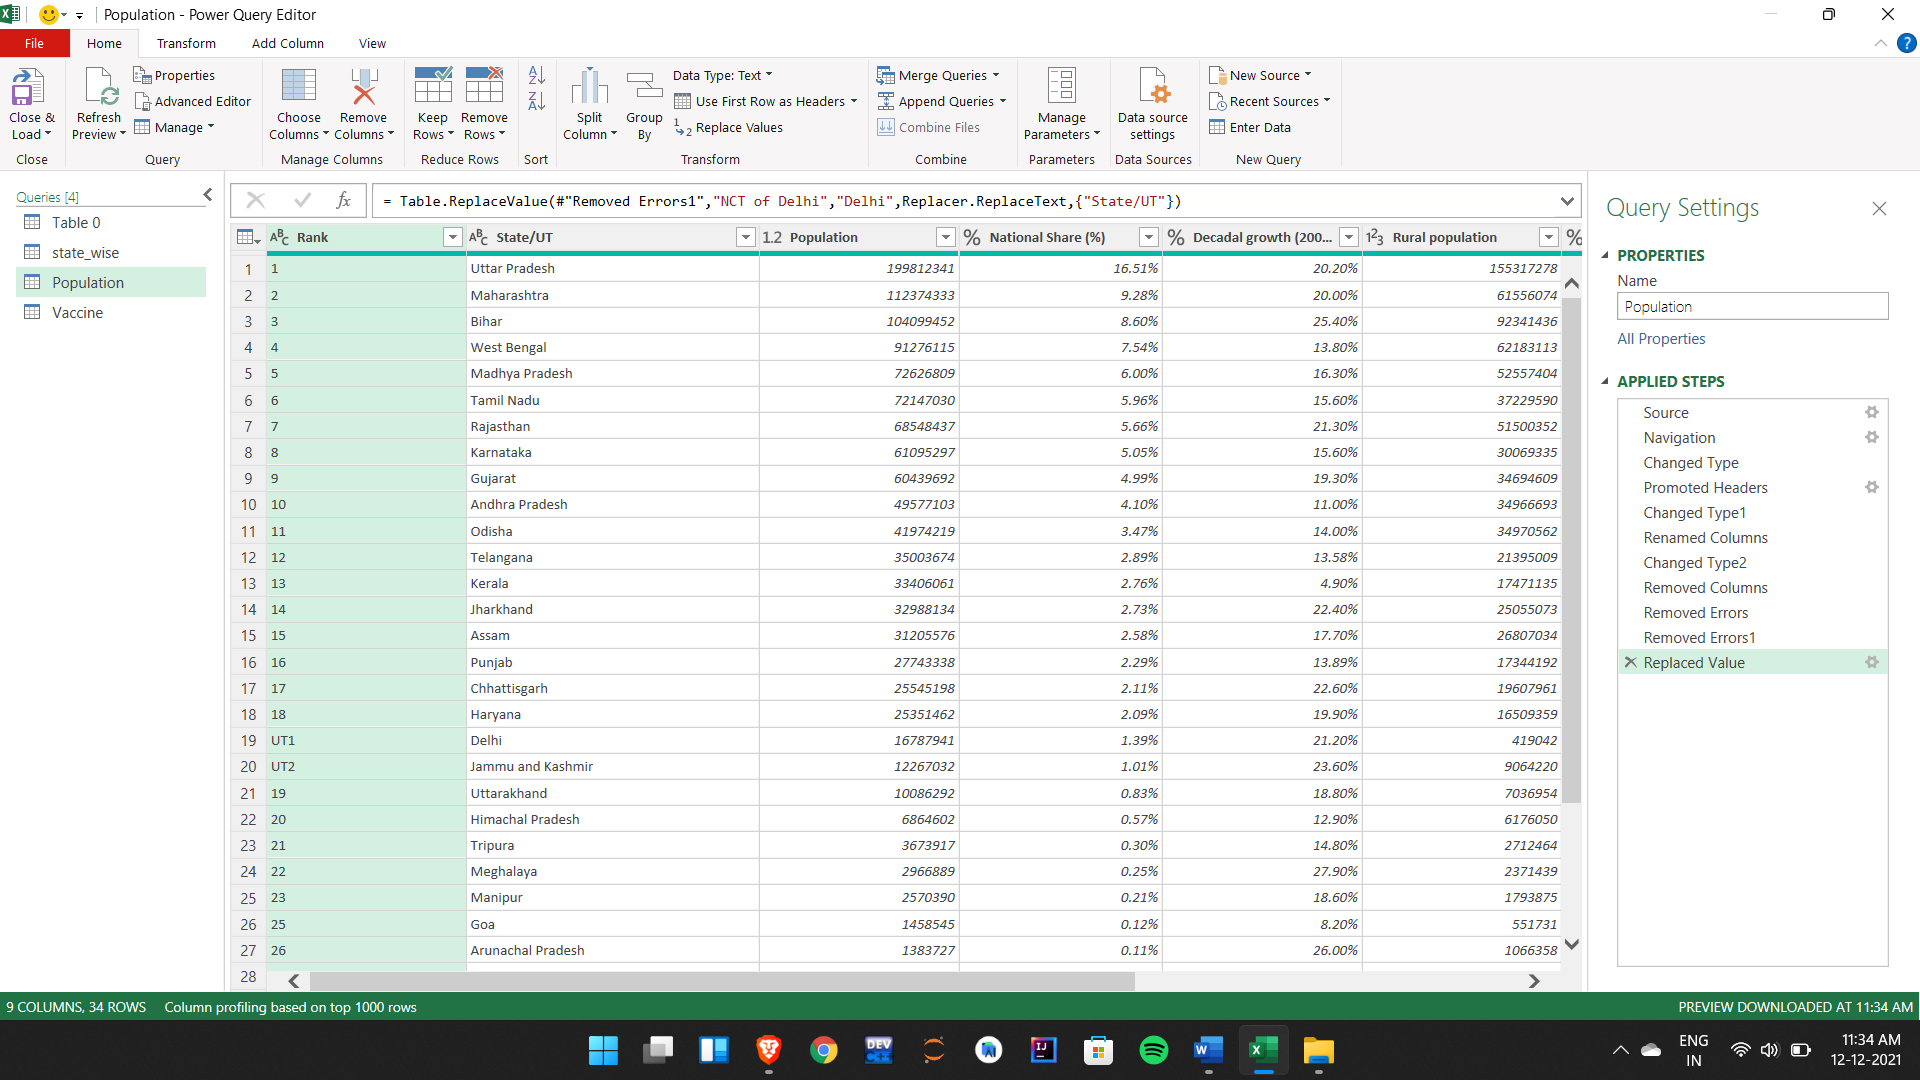 Population - Power Query Editor
File Home Transform Add Column View
Close & Load
Close
Refresh Preview
Properties
Advanced Editor
Manage
Query
Choose Columns
Remove Columns
Manage Columns
Keep Rows
Remove Rows
Reduce Rows
Sort
Split Column
Group By
Data Type: Text
Use First Row as Headers
Replace Values
Transform
Merge Queries
Append Queries
Combine Files
Combine
Manage Parameters
Parameters
Data source settings
Data Sources
New Source
Recent Sources
Enter Data
New Query
Queries [4]
Table 0
state_wise
Population
Vaccine
fx = Table.ReplaceValue(#"Removed Errors1","NCT of Delhi","Delhi",Replacer.ReplaceText,{"State/UT"})
ABC Rank ABC State/UT 1.2 Population % National Share (%) % Decadal growth (200... 123 Rural population %
1 1 Uttar Pradesh 199812341 16.51% 20.20% 155317278
2 2 Maharashtra 112374333 9.28% 20.00% 61556074
3 3 Bihar 104099452 8.60% 25.40% 92341436
4 4 West Bengal 91276115 7.54% 13.80% 62183113
5 5 Madhya Pradesh 72626809 6.00% 16.30% 52557404
6 6 Tamil Nadu 72147030 5.96% 15.60% 37229590
7 7 Rajasthan 68548437 5.66% 21.30% 51500352
8 8 Karnataka 61095297 5.05% 15.60% 30069335
9 9 Gujarat 60439692 4.99% 19.30% 34694609
10 10 Andhra Pradesh 49577103 4.10% 11.00% 34966693
11 11 Odisha 41974219 3.47% 14.00% 34970562
12 12 Telangana 35003674 2.89% 13.58% 21395009
13 13 Kerala 33406061 2.76% 4.90% 17471135
14 14 Jharkhand 32988134 2.73% 22.40% 25055073
15 15 Assam 31205576 2.58% 17.70% 26807034
16 16 Punjab 27743338 2.29% 13.89% 17344192
17 17 Chhattisgarh 25545198 2.11% 22.60% 19607961
18 18 Haryana 25351462 2.09% 19.90% 16509359
19 UT1 Delhi 16787941 1.39% 21.20% 419042
20 UT2 Jammu and Kashmir 12267032 1.01% 23.60% 9064220
21 19 Uttarakhand 10086292 0.83% 18.80% 7036954
22 20 Himachal Pradesh 6864602 0.57% 12.90% 6176050
23 21 Tripura 3673917 0.30% 14.80% 2712464
24 22 Meghalaya 2966889 0.25% 27.90% 2371439
25 23 Manipur 2570390 0.21% 18.60% 1793875
26 25 Goa 1458545 0.12% 8.20% 551731
27 26 Arunachal Pradesh 1383727 0.11% 26.00% 1066358
28
Query Settings
PROPERTIES
Name
Population
All Properties
APPLIED STEPS
Source
Navigation
Changed Type
Promoted Headers
Changed Type1
Renamed Columns
Changed Type2
Removed Columns
Removed Errors
Removed Errors1
Replaced Value
9 COLUMNS, 34 ROWS Column profiling based on top 1000 rows PREVIEW DOWNLOADED AT 11:34 AM
DEV C++
IJ
W
X
ENG IN
11:34 AM
12-12-2021